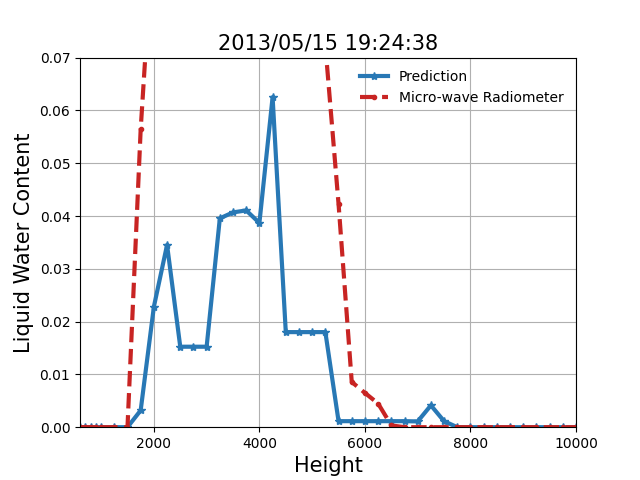 2013/05/15 19:24:38
0.07
0.06
0.05
0.04
0.03
0.02
0.01
0.00
Liquid Water Content
Prediction
Micro-wave Radiometer
2000 4000 6000 8000 10000
Height